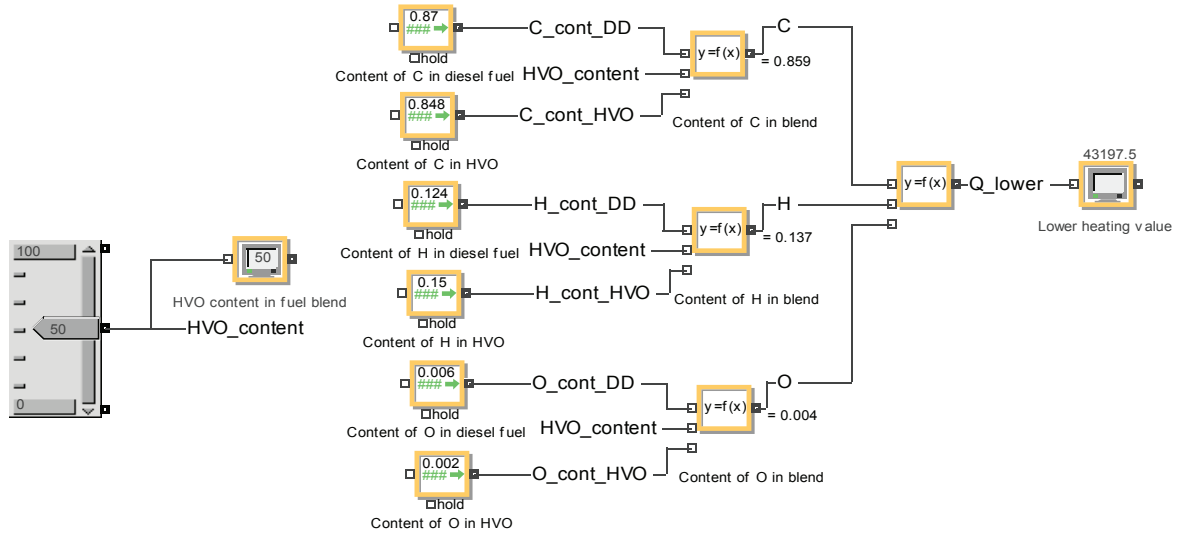 0.87
###
hold
Content of C in diesel fuel
C_cont_DD
HVO_content
0.848
###
hold
Content of C in HVO
C_cont_HVO
y=f(x)
= 0.859
Content of C in blend
C
0.124
###
hold
Content of H in diesel fuel
H_cont_DD
HVO_content
0.15
###
hold
Content of H in HVO
H_cont_HVO
y=f(x)
= 0.137
Content of H in blend
H
0.006
###
hold
Content of O in diesel fuel
O_cont_DD
HVO_content
0.002
###
hold
Content of O in HVO
O_cont_HVO
y=f(x)
= 0.004
Content of O in blend
O
100
50
0
50
HVO content in fuel blend
HVO_content
y=f(x)
Q_lower
43197.5
Lower heating value